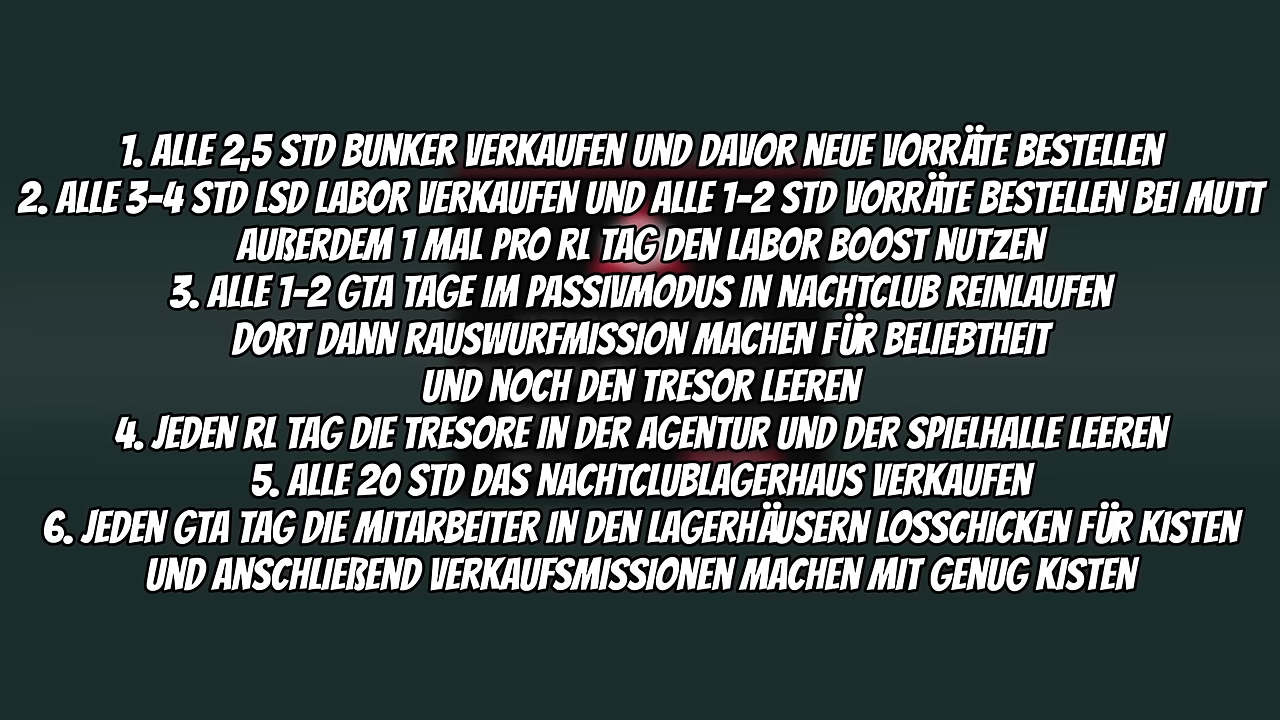 1. ALLE 2,5 STD BUNKER VERKAUFEN UND DAVOR NEUE VORRÄTE BESTELLEN
2. ALLE 3-4 STD LSD LABOR VERKAUFEN UND ALLE 1-2 STD VORRÄTE BESTELLEN BEI MUTT
AUßERDEM 1 MAL PRO RL TAG DEN LABOR BOOST NUTZEN
3. ALLE 1-2 GTA TAGE IM PASSIVMODUS IN NACHTCLUB REINLAUFEN
DORT DANN RAUSWURFMISSION MACHEN FÜR BELIEBTHEIT
UND NOCH DEN TRESOR LEEREN
4. JEDEN RL TAG DIE TRESORE IN DER AGENTUR UND DER SPIELHALLE LEEREN
5. ALLE 20 STD DAS NACHTCLUBLAGERHAUS VERKAUFEN
6. JEDEN GTA TAG DIE MITARBEITER IN DEN LAGERHÄUSERN LOSSCHICKEN FÜR KISTEN
UND ANSCHLIEßEND VERKAUFSMISSIONEN MACHEN MIT GENUG KISTEN